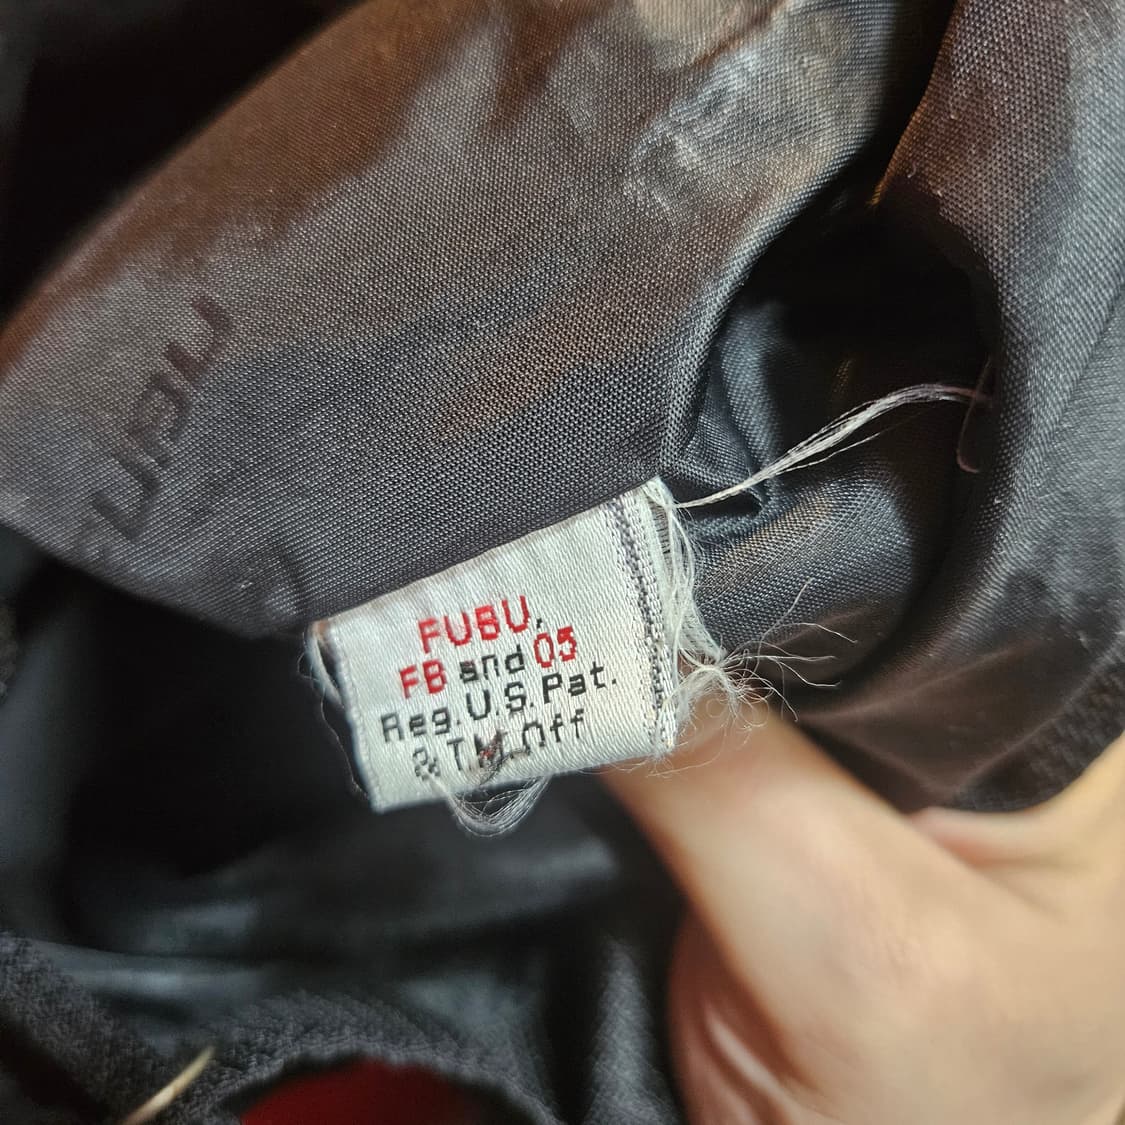 FUBU,
FB and 05
Reg.U.S.Pat.
& T.M.Off